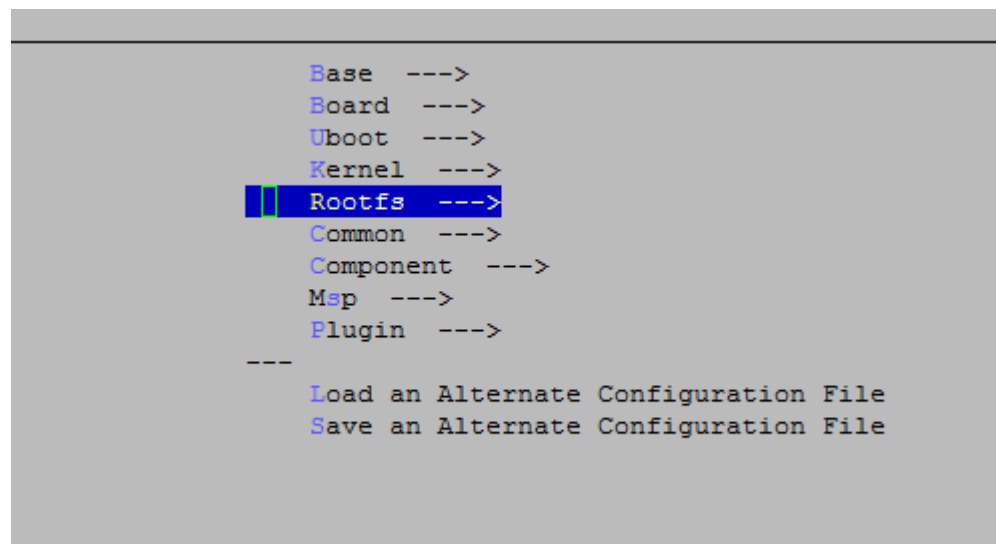 Base  --->
Board  --->
Uboot  --->
Kernel  --->
Rootfs  --->
Common  --->
Component  --->
Msp  --->
Plugin  --->
---
Load an Alternate Configuration File
Save an Alternate Configuration File